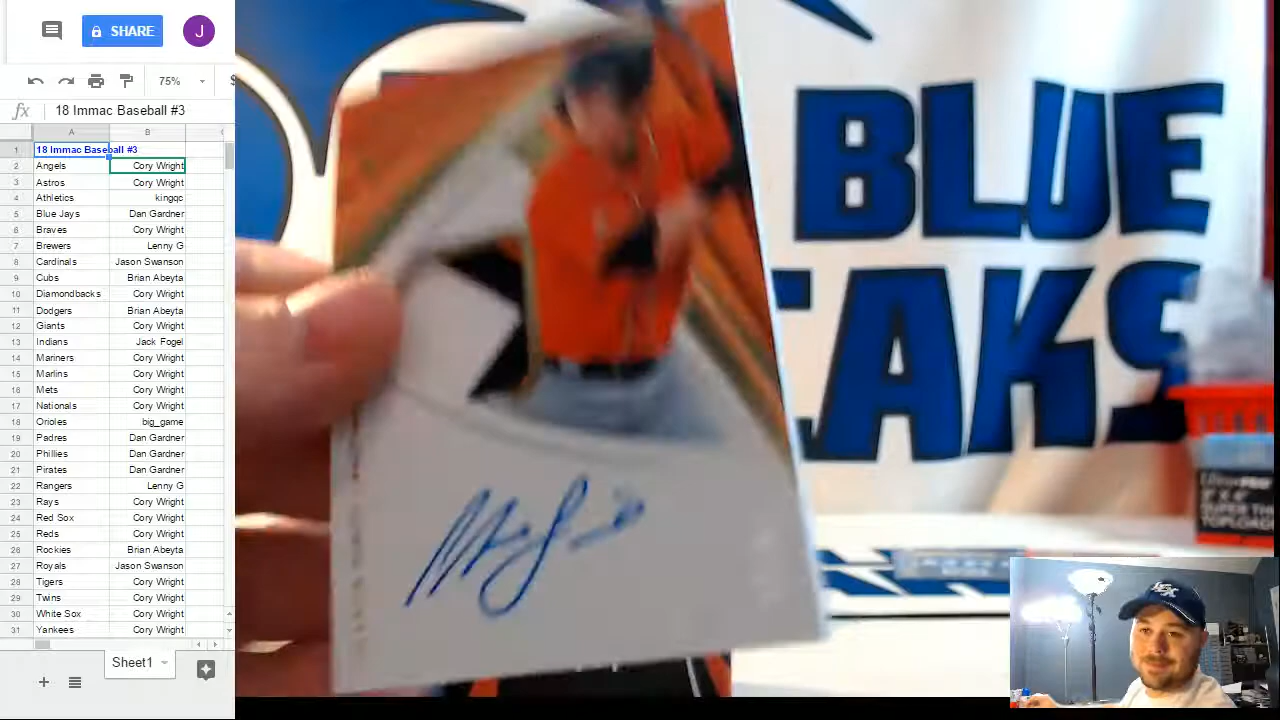 SHARE
J
75%
$
fx 18 Immac Baseball #3
A B
1 18 Immac Baseball #3
2 Angels Cory Wright
3 Astros Cory Wright
4 Athletics kingqc
5 Blue Jays Dan Gardner
6 Braves Cory Wright
7 Brewers Lenny G
8 Cardinals Jason Swanson
9 Cubs Brian Abeyta
10 Diamondbacks Cory Wright
11 Dodgers Brian Abeyta
12 Giants Cory Wright
13 Indians Jack Fogel
14 Mariners Cory Wright
15 Marlins Cory Wright
16 Mets Cory Wright
17 Nationals Cory Wright
18 Orioles big_game
19 Padres Dan Gardner
20 Phillies Dan Gardner
21 Pirates Dan Gardner
22 Rangers Lenny G
23 Rays Cory Wright
24 Red Sox Cory Wright
25 Reds Cory Wright
26 Rockies Brian Abeyta
27 Royals Jason Swanson
28 Tigers Cory Wright
29 Twins Cory Wright
30 White Sox Cory Wright
31 Yankees Cory Wright
Sheet1
BLUE
EAKS